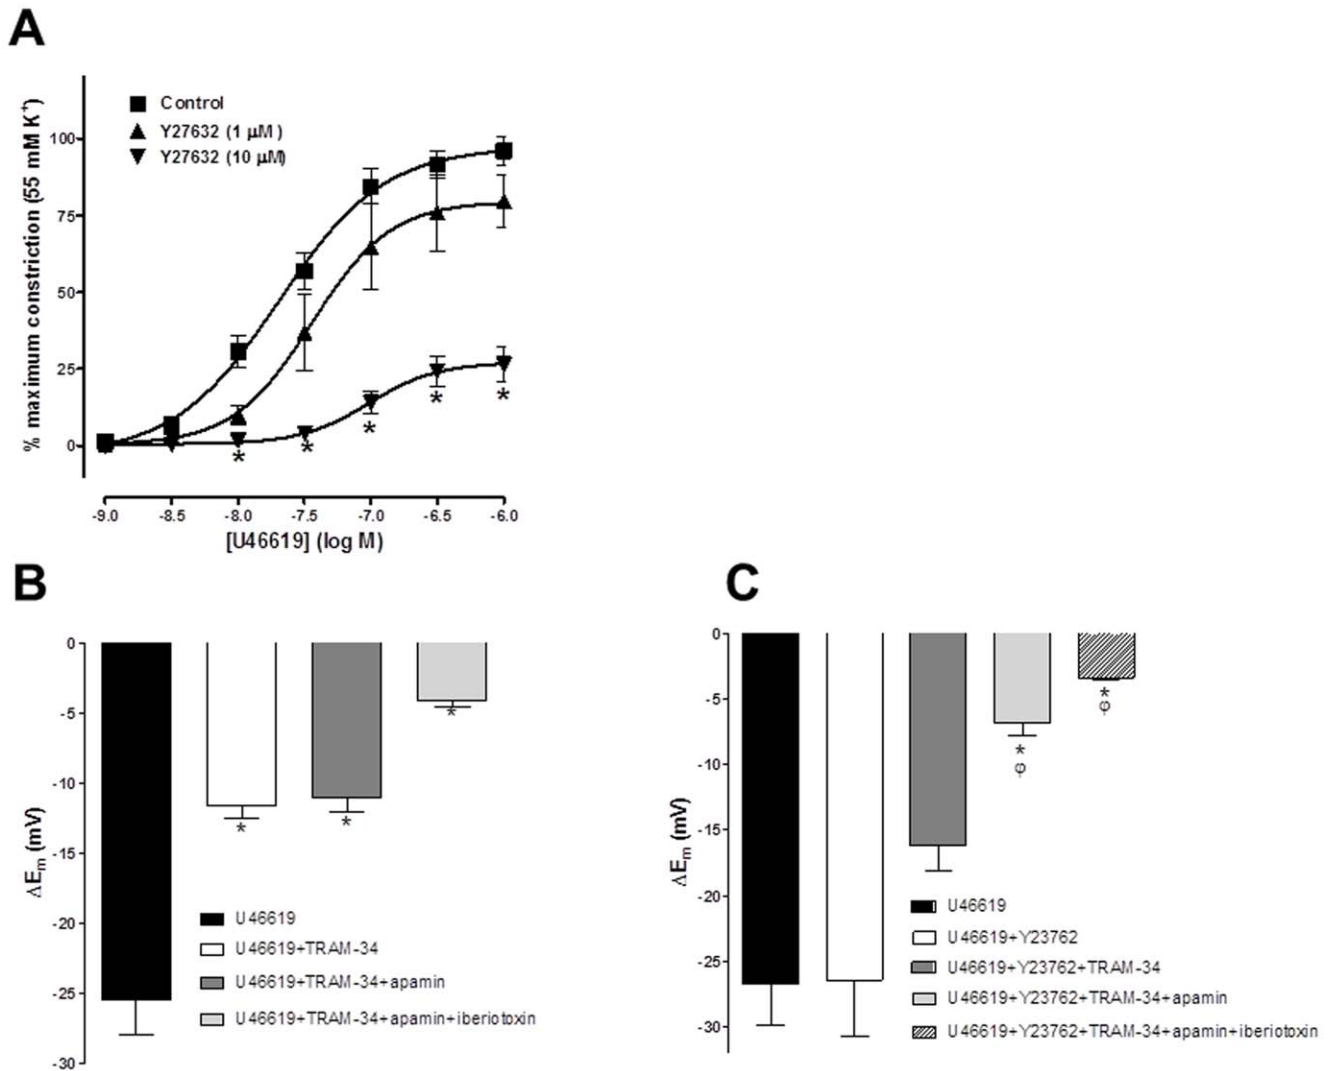 A
Control
Y27632 (1 µM)
Y27632 (10 µM)
% maximum constriction (55 mM K⁺)
100
75
50
25
0
* * * * *
-9.0 -8.5 -8.0 -7.5 -7.0 -6.5 -6.0
[U46619] (log M)
B
0
-5
-10
-15
-20
-25
-30
ΔEm (mV)
* * *
U46619
U46619+TRAM-34
U46619+TRAM-34+apamin
U46619+TRAM-34+apamin+iberiotoxin
C
0
-5
-10
-15
-20
-25
-30
ΔEm (mV)
* *
φ φ
U46619
U46619+Y23762
U46619+Y23762+TRAM-34
U46619+Y23762+TRAM-34+apamin
U46619+Y23762+TRAM-34+apamin+iberiotoxin